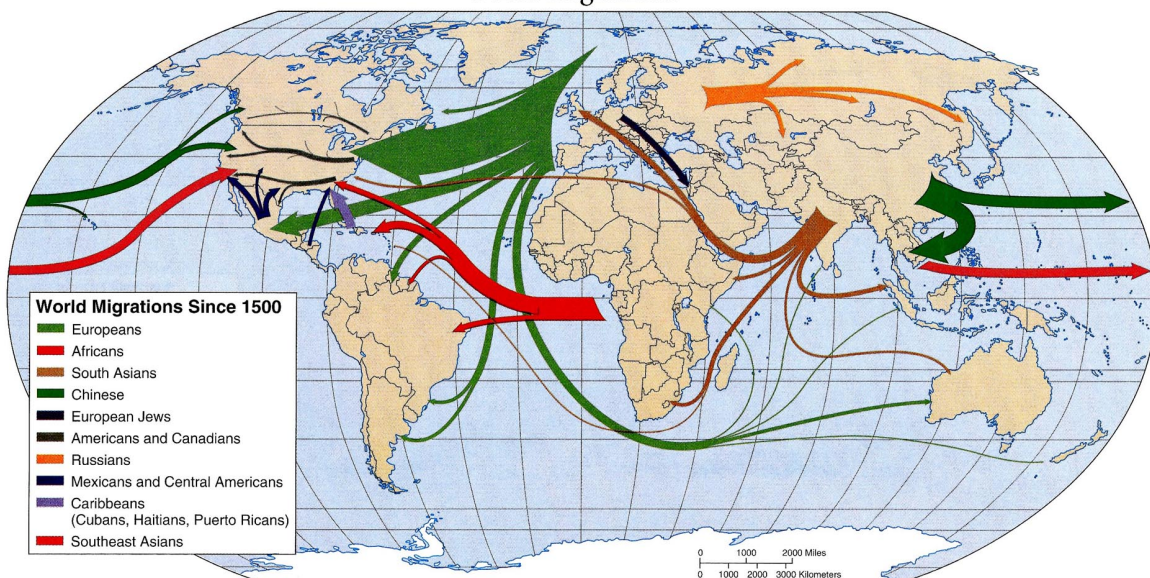 World Migrations Since 1500
Europeans
Africans
South Asians
Chinese
European Jews
Americans and Canadians
Russians
Mexicans and Central Americans
Caribbeans
(Cubans, Haitians, Puerto Ricans)
Southeast Asians
0 1000 2000 Miles
0 1000 2000 3000 Kilometers